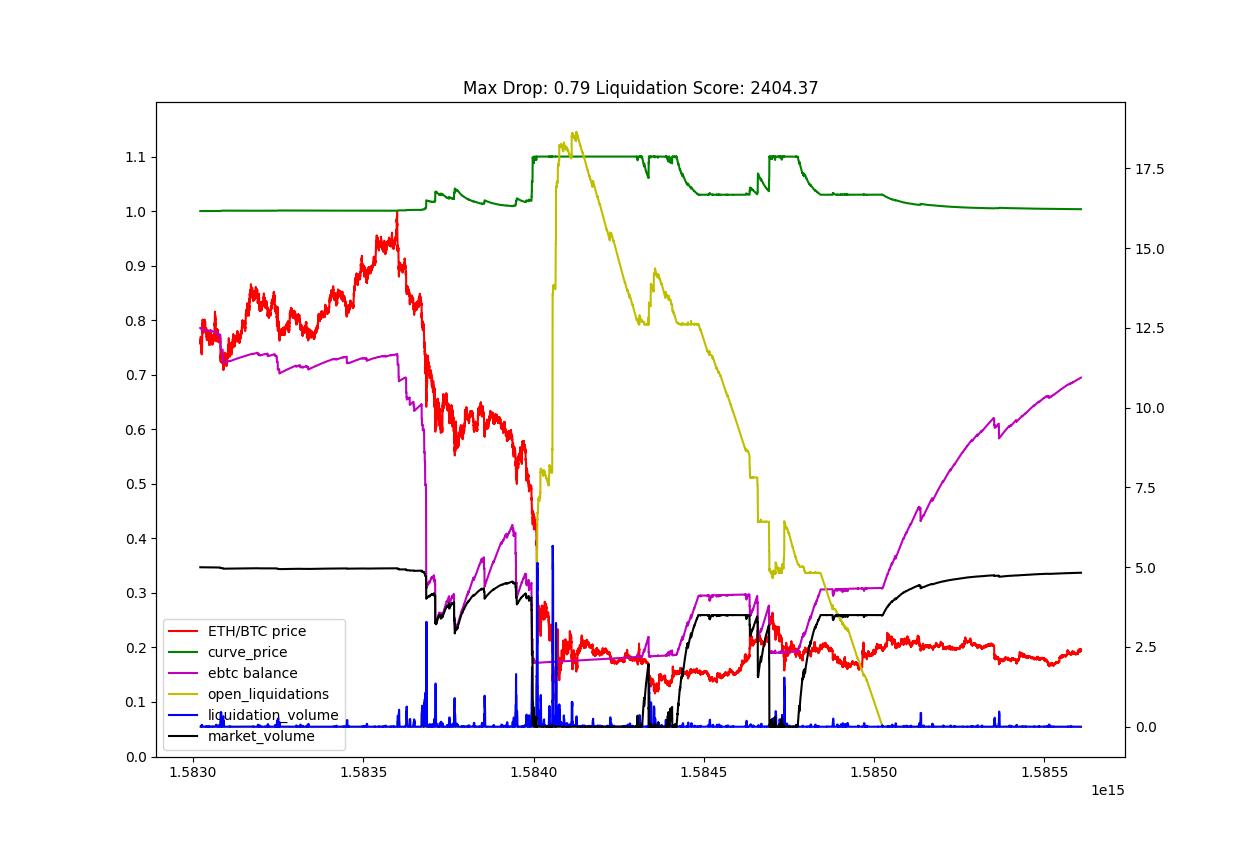 Max Drop: 0.79 Liquidation Score: 2404.37
1.1
1.0
0.9
0.8
0.7
0.6
0.5
0.4
0.3
0.2
0.1
0.0
17.5
15.0
12.5
10.0
7.5
5.0
2.5
0.0
ETH/BTC price
curve_price
ebtc balance
open_liquidations
liquidation_volume
market_volume
1.5830 1.5835 1.5840 1.5845 1.5850 1.5855
1e15